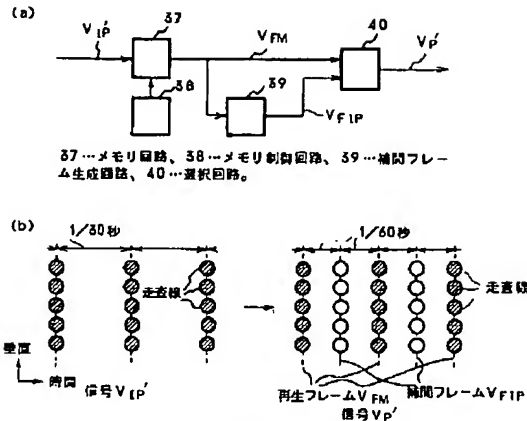 (a)
V_IP' 37 V_FM 40 V_P'
38 39 V_F1P
37…メモリ回路、38…メモリ制御回路、39…補間フレー
ム生成回路、40…選択回路。
(b)
1/30秒 1/60秒
走査線 走査線
垂直
時間 信号V_IP' 再生フレームV_FM 補間フレームV_F1P
信号V_P'